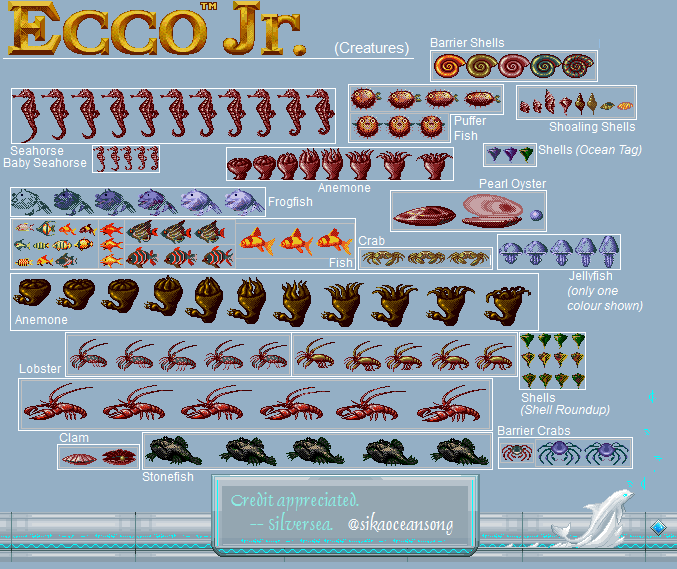 Ecco™ Jr.
(Creatures)
Barrier Shells
Shoaling Shells
Puffer
Fish
Seahorse
Baby Seahorse
Shells (Ocean Tag)
Anemone
Pearl Oyster
Frogfish
Fish
Crab
Jellyfish
(only one
colour shown)
Anemone
Lobster
Shells
(Shell Roundup)
Clam
Stonefish
Barrier Crabs
Credit appreciated.
-- Silversea @sikaoceansong